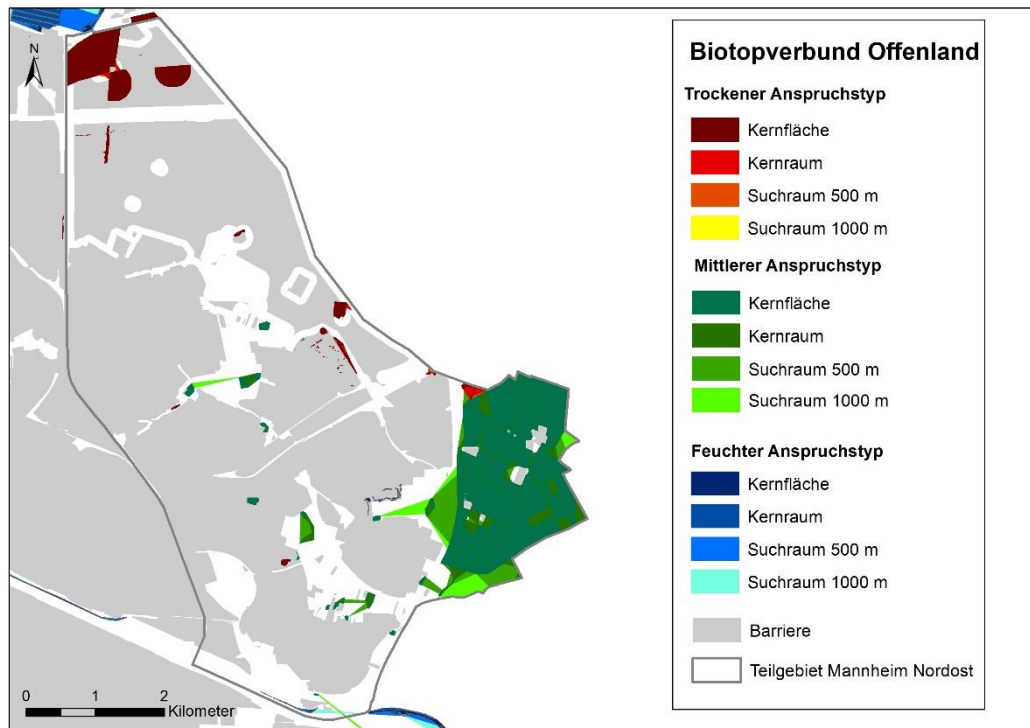 N
Biotopverbund Offenland
Trockener Anspruchstyp
Kernfläche
Kernraum
Suchraum 500 m
Suchraum 1000 m
Mittlerer Anspruchstyp
Kernfläche
Kernraum
Suchraum 500 m
Suchraum 1000 m
Feuchter Anspruchstyp
Kernfläche
Kernraum
Suchraum 500 m
Suchraum 1000 m
Barriere
Teilgebiet Mannheim Nordost
0 1 2
Kilometer